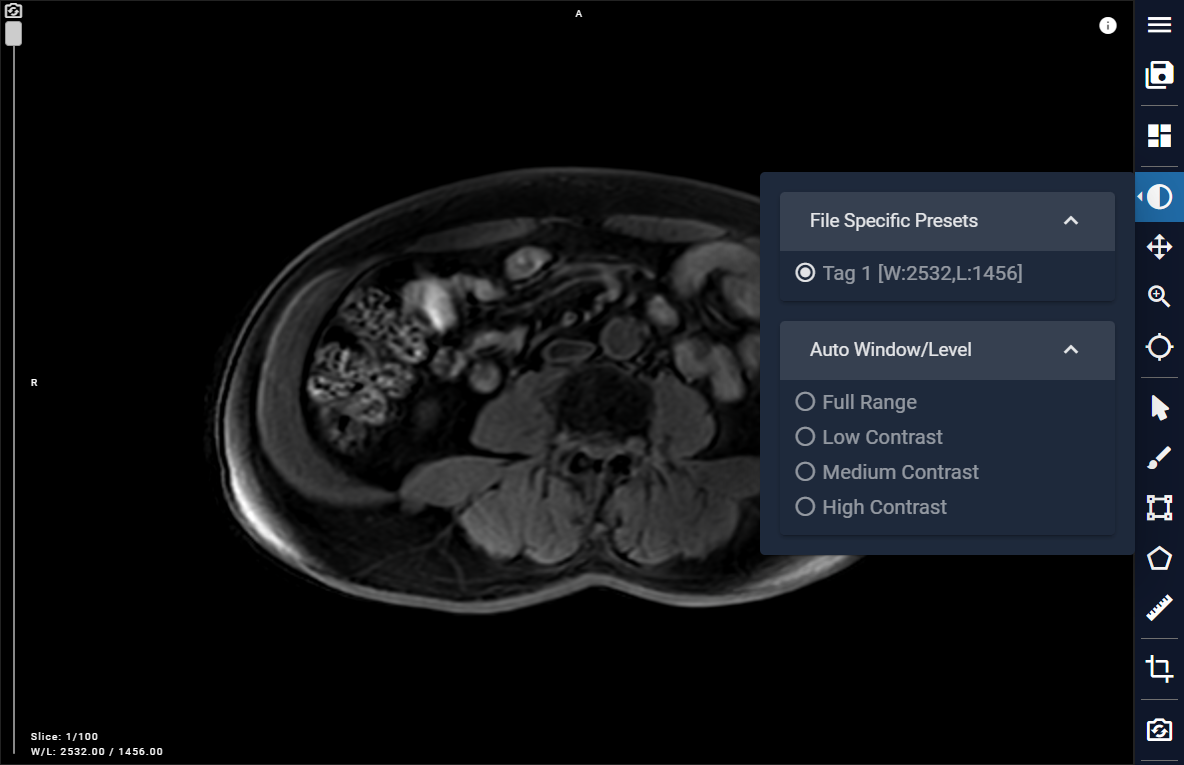 A
R
File Specific Presets
Tag 1 [W:2532,L:1456]
Auto Window/Level
Full Range
Low Contrast
Medium Contrast
High Contrast
Slice: 1/100
W/L: 2532.00 / 1456.00